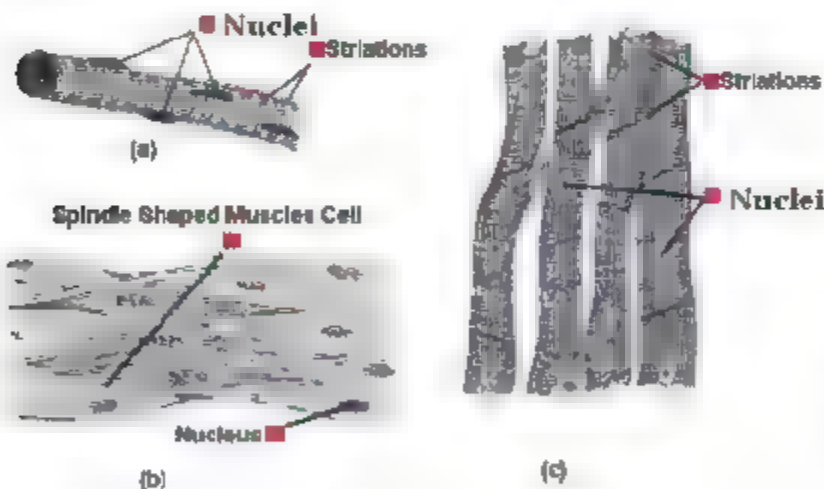 Nuclei
Striations
(a)
Spindle Shaped Muscles Cell
Nucleus
(b)
Striations
Nuclei
(c)